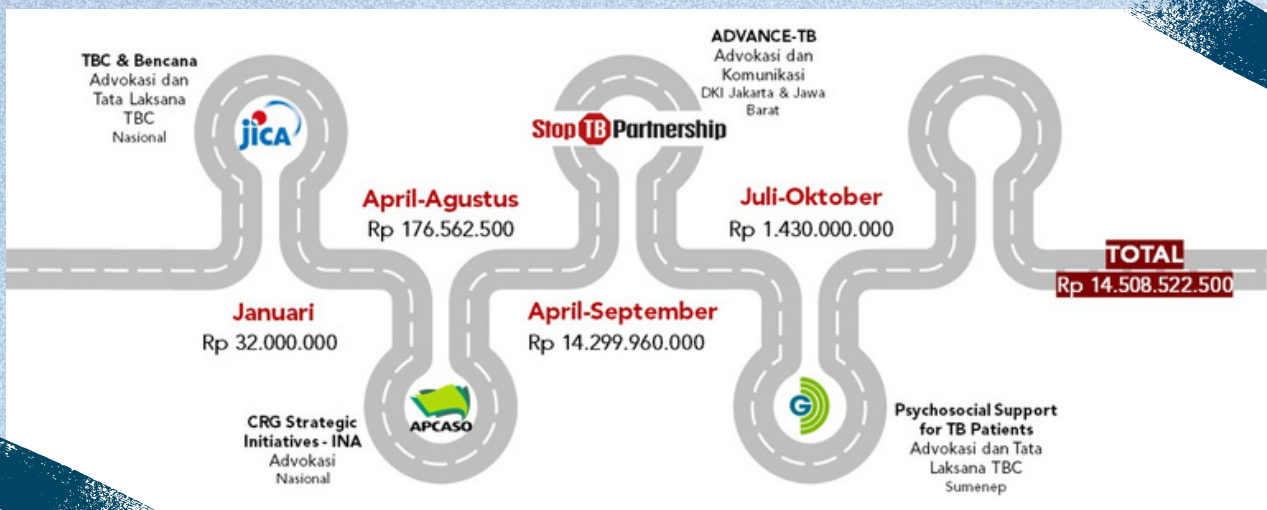 TBC & Bencana
Advokasi dan
Tata Laksana
TBC
Nasional
JICA
Januari
Rp 32.000.000
April-Agustus
Rp 176.562.500
CRG Strategic
Initiatives - INA
Advokasi
Nasional
APCASO
ADVANCE-TB
Advokasi dan
Komunikasi
DKI Jakarta & Jawa
Barat
Stop TB Partnership
April-September
Rp 14.299.960.000
Juli-Oktober
Rp 1.430.000.000
G
Psychosocial Support
for TB Patients
Advokasi dan Tata
Laksana TBC
Sumenep
TOTAL
Rp 14.508.522.500